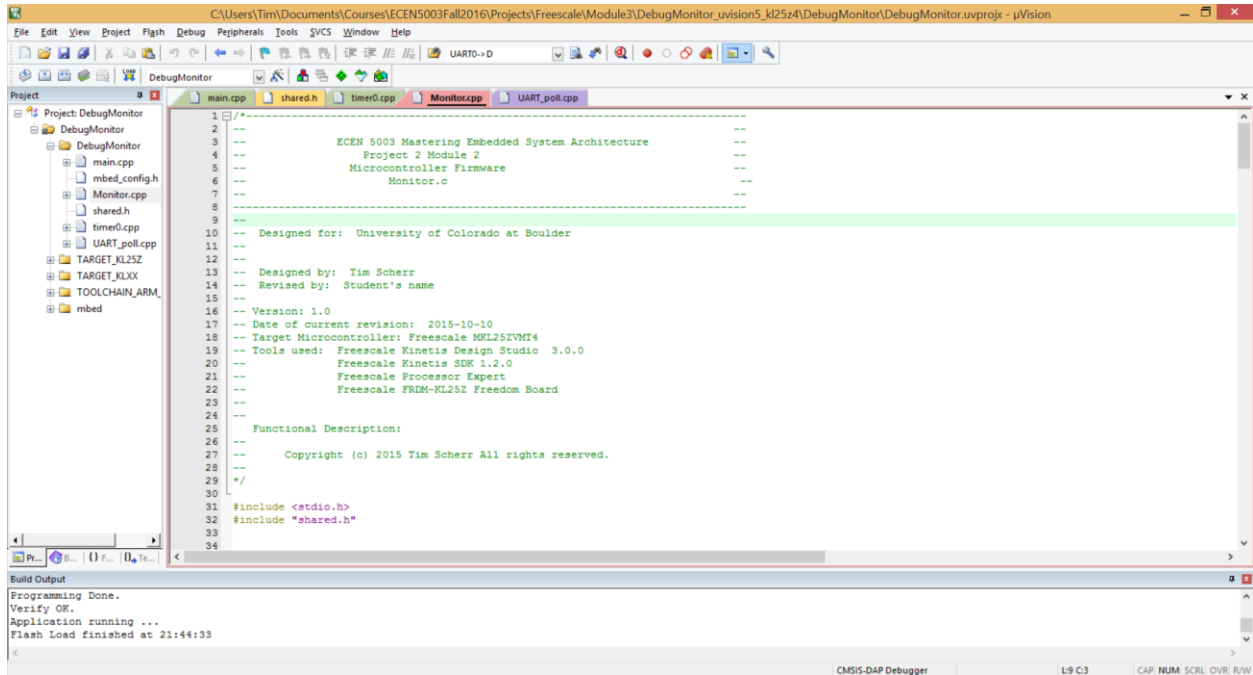 C:\Users\Tim\Documents\Courses\ECEN5003Fall2016\Projects\Freescale\Module3\DebugMonitor_uvision5_kl25z4\DebugMonitor\DebugMonitor.uvprojx - µVision
File Edit View Project Flash Debug Peripherals Tools SVCS Window Help
UART0->D
LOAD DebugMonitor
Project
Project: DebugMonitor
DebugMonitor
DebugMonitor
main.cpp
mbed_config.h
Monitor.cpp
shared.h
timer0.cpp
UART_poll.cpp
TARGET_KL25Z
TARGET_KLXX
TOOLCHAIN_ARM_
mbed
Pr... B... {} F... 0 Te...
main.cpp shared.h timer0.cpp Monitor.cpp UART_poll.cpp
1 /*-----------------------------------------------------------------------------
2 -- --
3 -- ECEN 5003 Mastering Embedded System Architecture --
4 -- Project 2 Module 2 --
5 -- Microcontroller Firmware --
6 -- Monitor.c --
7 -- --
8 -------------------------------------------------------------------------------
9 --
10 -- Designed for: University of Colorado at Boulder
11 --
12 --
13 -- Designed by: Tim Scherr
14 -- Revised by: Student's name
15 --
16 -- Version: 1.0
17 -- Date of current revision: 2015-10-10
18 -- Target Microcontroller: Freescale MKL25ZVMT4
19 -- Tools used: Freescale Kinetis Design Studio 3.0.0
20 -- Freescale Kinetis SDK 1.2.0
21 -- Freescale Processor Expert
22 -- Freescale FRDM-KL25Z Freedom Board
23 --
24 --
25 Functional Description:
26 --
27 -- Copyright (c) 2015 Tim Scherr All rights reserved.
28 --
29 */
30
31 #include <stdio.h>
32 #include "shared.h"
33
34
Build Output
Programming Done.
Verify OK.
Application running ...
Flash Load finished at 21:44:33
CMSIS-DAP Debugger L:9 C:3 CAP NUM SCRL OVR R/W